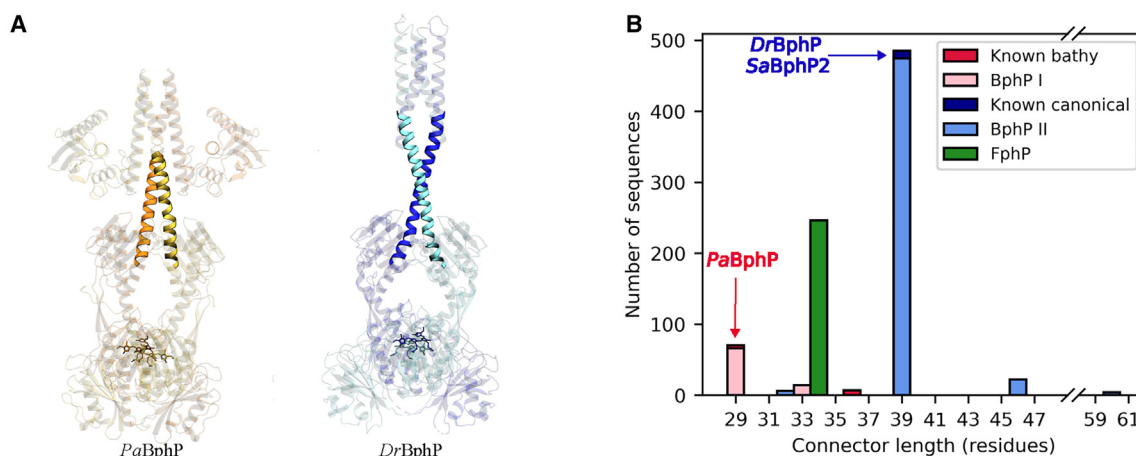 A
PaBphP
DrBphP
B
Number of sequences
500
400
300
200
100
0
DrBphP
SaBphP2
PaBphP
Known bathy
BphP I
Known canonical
BphP II
FphP
29 31 33 35 37 39 41 43 45 47 59 61
Connector length (residues)